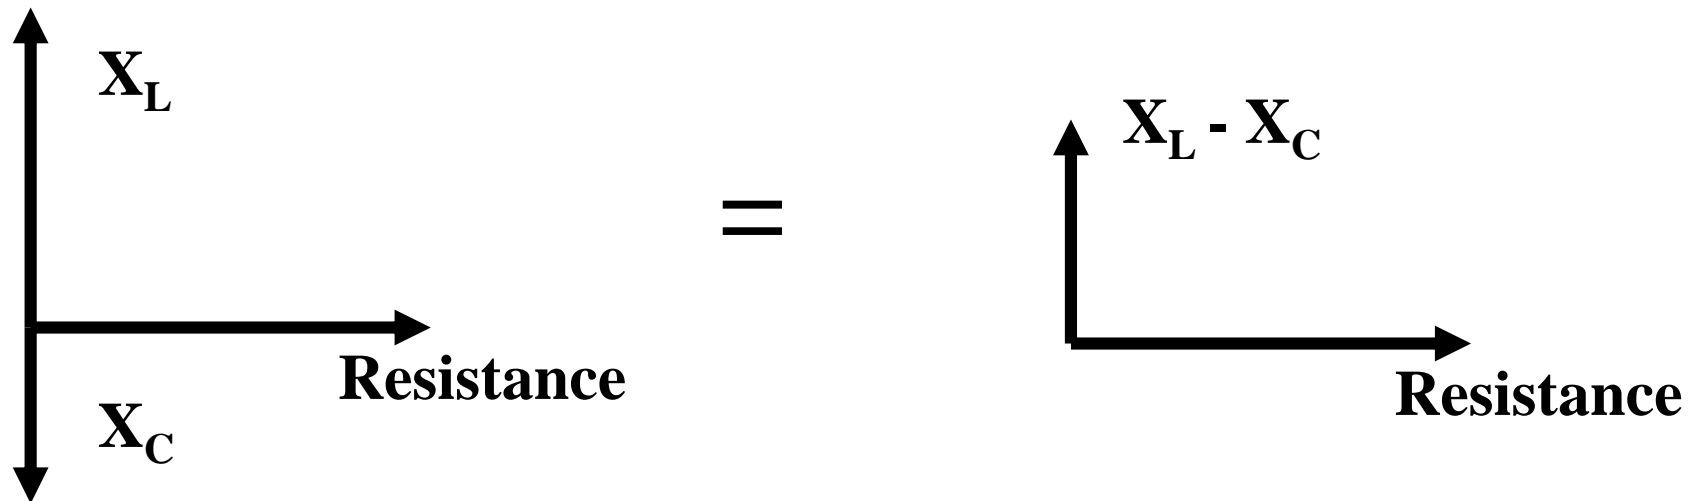 X_L
X_L - X_C
=
Resistance
Resistance
X_C